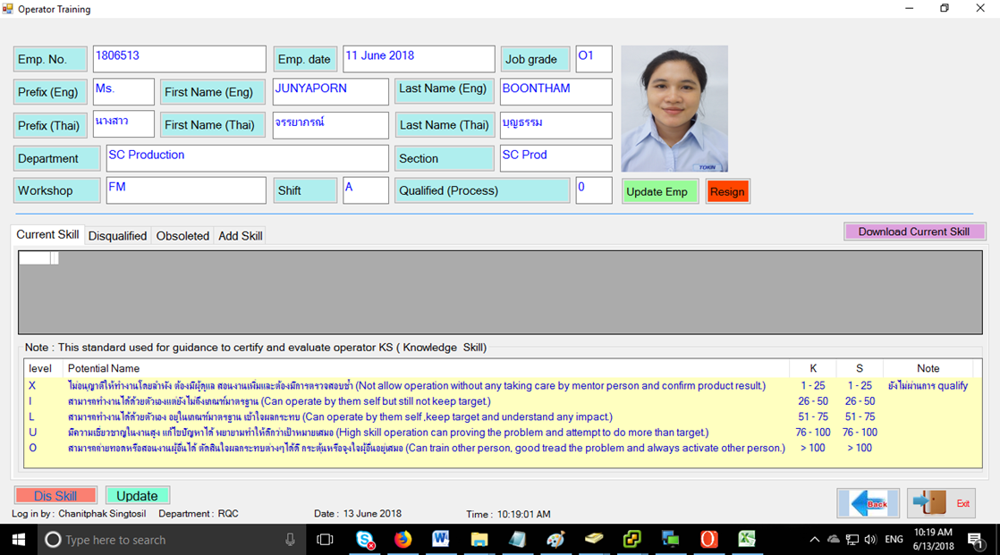 Operator Training
Emp. No. 1806513 Emp. date 11 June 2018 Job grade O1
Prefix (Eng) Ms. First Name (Eng) JUNYAPORN Last Name (Eng) BOONTHAM
Prefix (Thai) นางสาว First Name (Thai) จรรยาภรณ์ Last Name (Thai) บุญธรรม
Department SC Production Section SC Prod
TOKIN
Workshop FM Shift A Qualified (Process) 0 Update Emp Resign
Current Skill Disqualified Obsoleted Add Skill Download Current Skill
Note : This standard used for guidance to certify and evaluate operator KS ( Knowledge Skill)
level Potential Name K S Note
X ไม่อนุญาติให้ทำงานโดยลำพัง ต้องมีผู้ดูแล สอนงานเพิ่มและต้องมีการตรวจสอบซ้ำ (Not allow operation without any taking care by mentor person and confirm product result.) 1 - 25 1 - 25 ยังไม่ผ่านการ qualify
I สามารถทำงานได้ด้วยตัวเองแต่ยังไม่ถึงเกณฑ์มาตรฐาน (Can operate by them self but still not keep target.) 26 - 50 26 - 50
L สามารถทำงานได้ด้วยตัวเอง อยู่ในเกณฑ์มาตรฐาน เข้าใจผลกระทบ (Can operate by them self ,keep target and understand any impact.) 51 - 75 51 - 75
U มีความเชี่ยวชาญในงานสูง แก้ไขปัญหาได้ พยายามทำให้ดีกว่าเป้าหมายเสมอ (High skill operation can proving the problem and attempt to do more than target.) 76 - 100 76 - 100
O สามารถถ่ายทอดหรือสอนงานผู้อื่นได้ ตัดสินใจผลกระทบต่างๆได้ดี กระตุ้นหรือจูงใจผู้อื่นอยู่เสมอ (Can train other person, good tread the problem and always activate other person.) > 100 > 100
Dis Skill Update Back Exit
Log in by : Chanitphak Singtosil Department : RQC Date : 13 June 2018 Time : 10:19:01 AM
Type here to search ENG 10:19 AM
6/13/2018 1